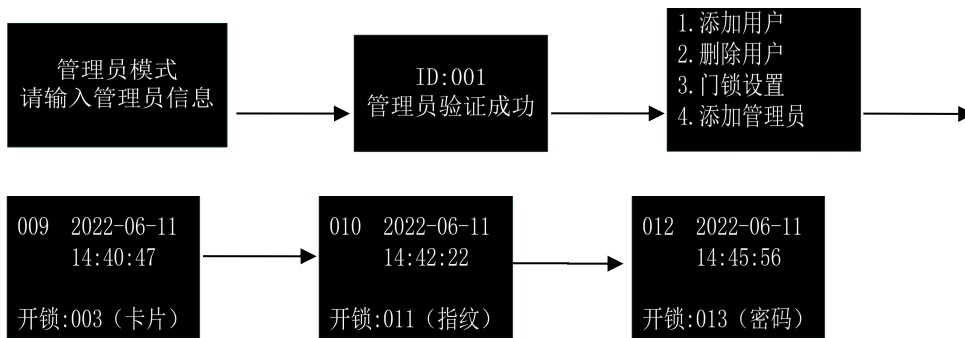 管理员模式
请输入管理员信息
ID:001
管理员验证成功
1.添加用户
2.删除用户
3.门锁设置
4.添加管理员
009 2022-06-11
14:40:47
开锁:003（卡片）
010 2022-06-11
14:42:22
开锁:011（指纹）
012 2022-06-11
14:45:56
开锁:013（密码）